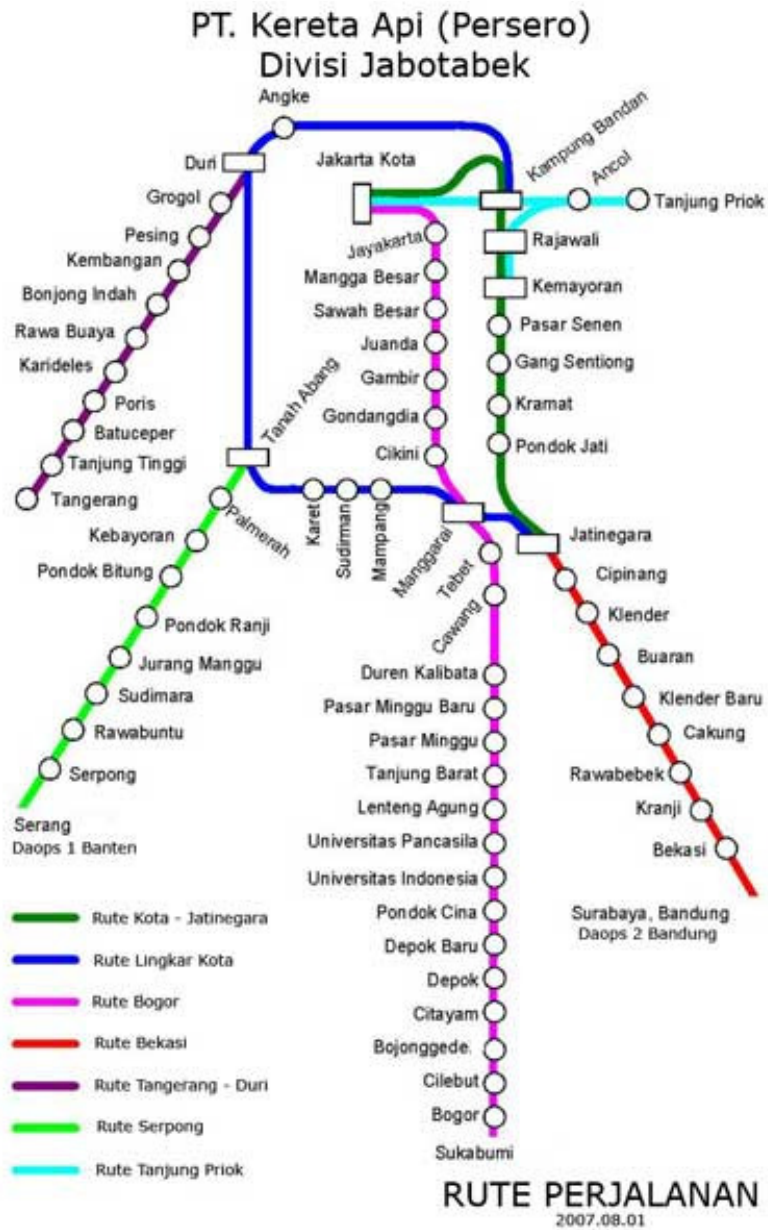 PT. Kereta Api (Persero)
Divisi Jabotabek
Angke
Duri
Grogol
Pesing
Kembangan
Bonjong Indah
Rawa Buaya
Karideles
Poris
Batuceper
Tanjung Tinggi
Tangerang
Jakarta Kota
Kampung Bandan
Ancol
Tanjung Priok
Rajawali
Kemayoran
Pasar Senen
Gang Sentiong
Kramat
Pondok Jati
Jatinegara
Jayakarta
Mangga Besar
Sawah Besar
Juanda
Gambir
Gondangdia
Cikini
Manggarai
Tanah Abang
Karet
Sudirman
Mampang
Palmerah
Kebayoran
Pondok Bitung
Pondok Ranji
Jurang Manggu
Sudimara
Rawabuntu
Serpong
Serang
Daops 1 Banten
Tebet
Cawang
Duren Kalibata
Pasar Minggu Baru
Pasar Minggu
Tanjung Barat
Lenteng Agung
Universitas Pancasila
Universitas Indonesia
Pondok Cina
Depok Baru
Depok
Citayam
Bojonggede.
Cilebut
Bogor
Sukabumi
Cipinang
Klender
Buaran
Klender Baru
Cakung
Rawabebek
Kranji
Bekasi
Surabaya, Bandung
Daops 2 Bandung
Rute Kota - Jatinegara
Rute Lingkar Kota
Rute Bogor
Rute Bekasi
Rute Tangerang - Duri
Rute Serpong
Rute Tanjung Priok
RUTE PERJALANAN
2007.08.01